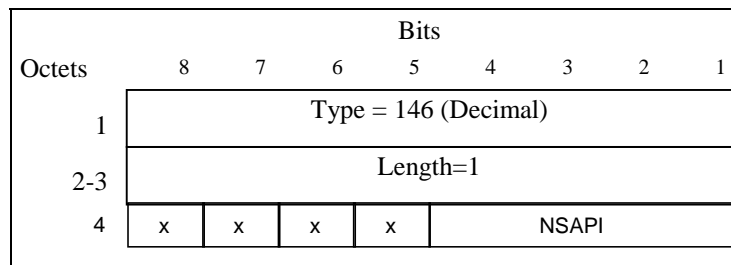 Bits
Octets 8 7 6 5 4 3 2 1
1 Type = 146 (Decimal)
2-3 Length=1
4 x x x x NSAPI